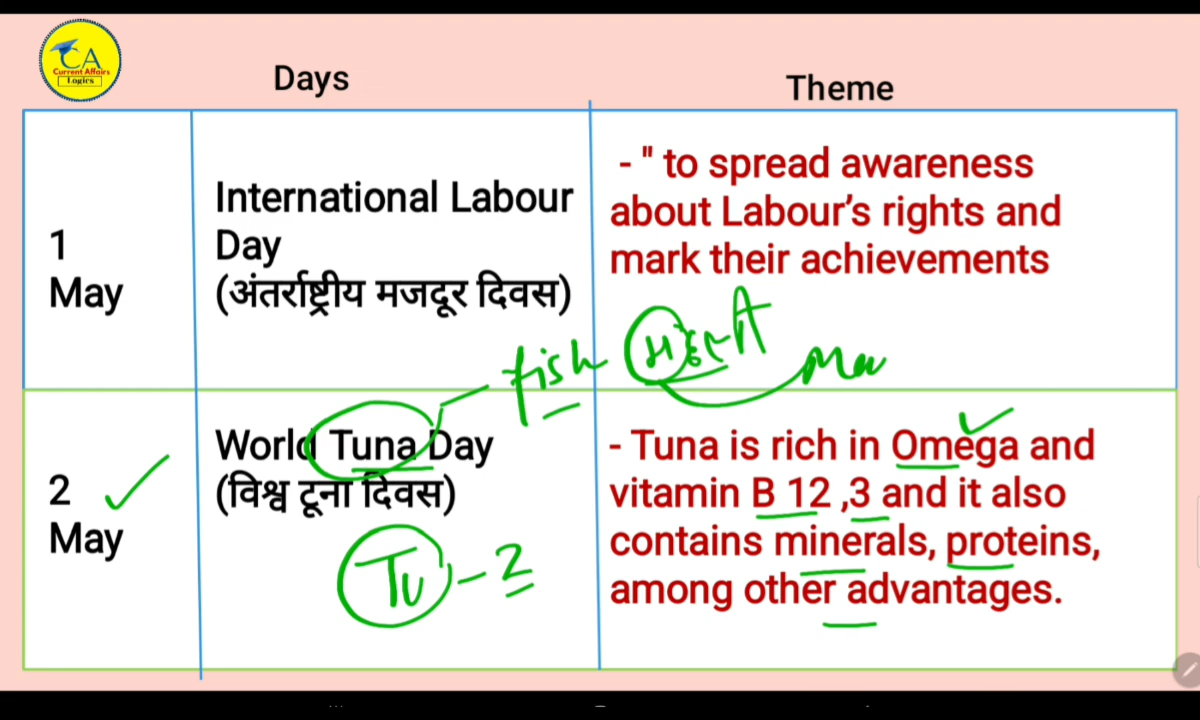 CA
Current Affairs
Logics
Days
Theme
1
May
International Labour
Day
(अंतर्राष्ट्रीय मजदूर दिवस)
- " to spread awareness
about Labour’s rights and
mark their achievements
fish
2
May
World Tuna Day
(विश्व टूना दिवस)
Tu - 2
- Tuna is rich in Omega and
vitamin B 12 ,3 and it also
contains minerals, proteins,
among other advantages.